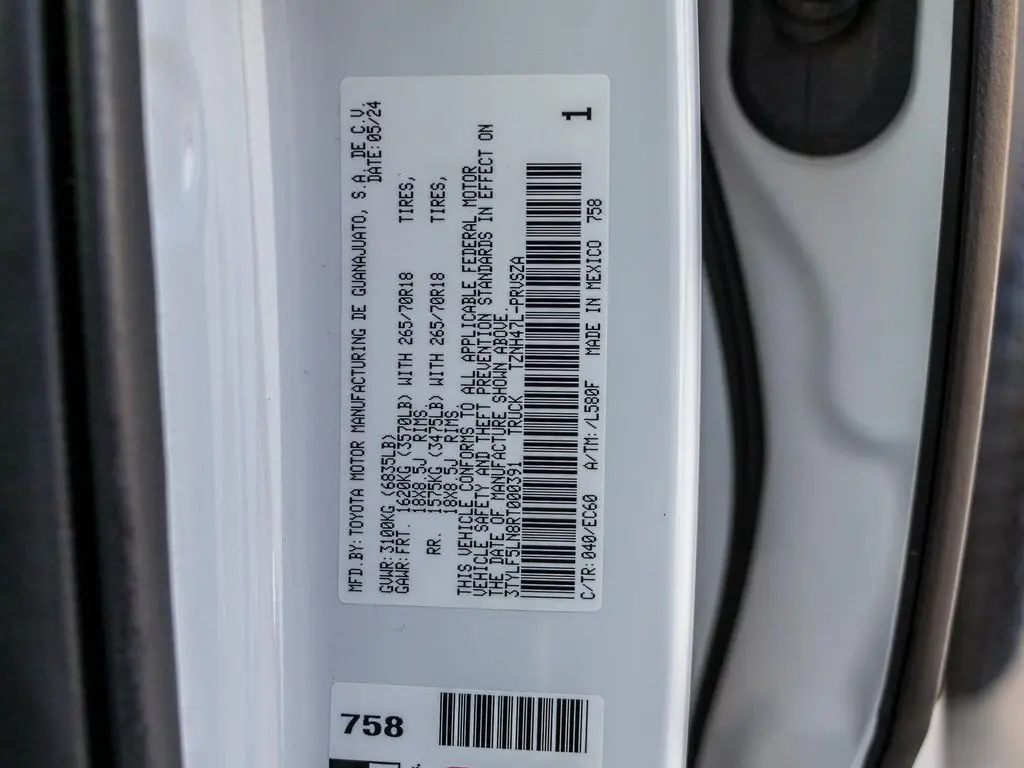 MFD.BY: TOYOTA MOTOR MANUFACTURING DE GUANAJUATO, S.A. DE C.V.
DATE: 05/24
GVWR: 3100KG (6835LB)
GAWR: FRT. 1620KG (3570LB) WITH 265/70R18 TIRES,
18X8.5J RIMS
RR. 1575KG (3475LB) WITH 265/70R18 TIRES,
18X8.5J RIMS.
THIS VEHICLE CONFORMS TO ALL APPLICABLE FEDERAL MOTOR
VEHICLE SAFETY AND THEFT PREVENTION STANDARDS IN EFFECT ON
THE DATE OF MANUFACTURE SHOWN ABOVE.
3TYLF5LN8RT000391 TRUCK TZNH47L-PRVSZA
1
C/TR: 040/EC60 A/TM: /L580F MADE IN MEXICO 758
758